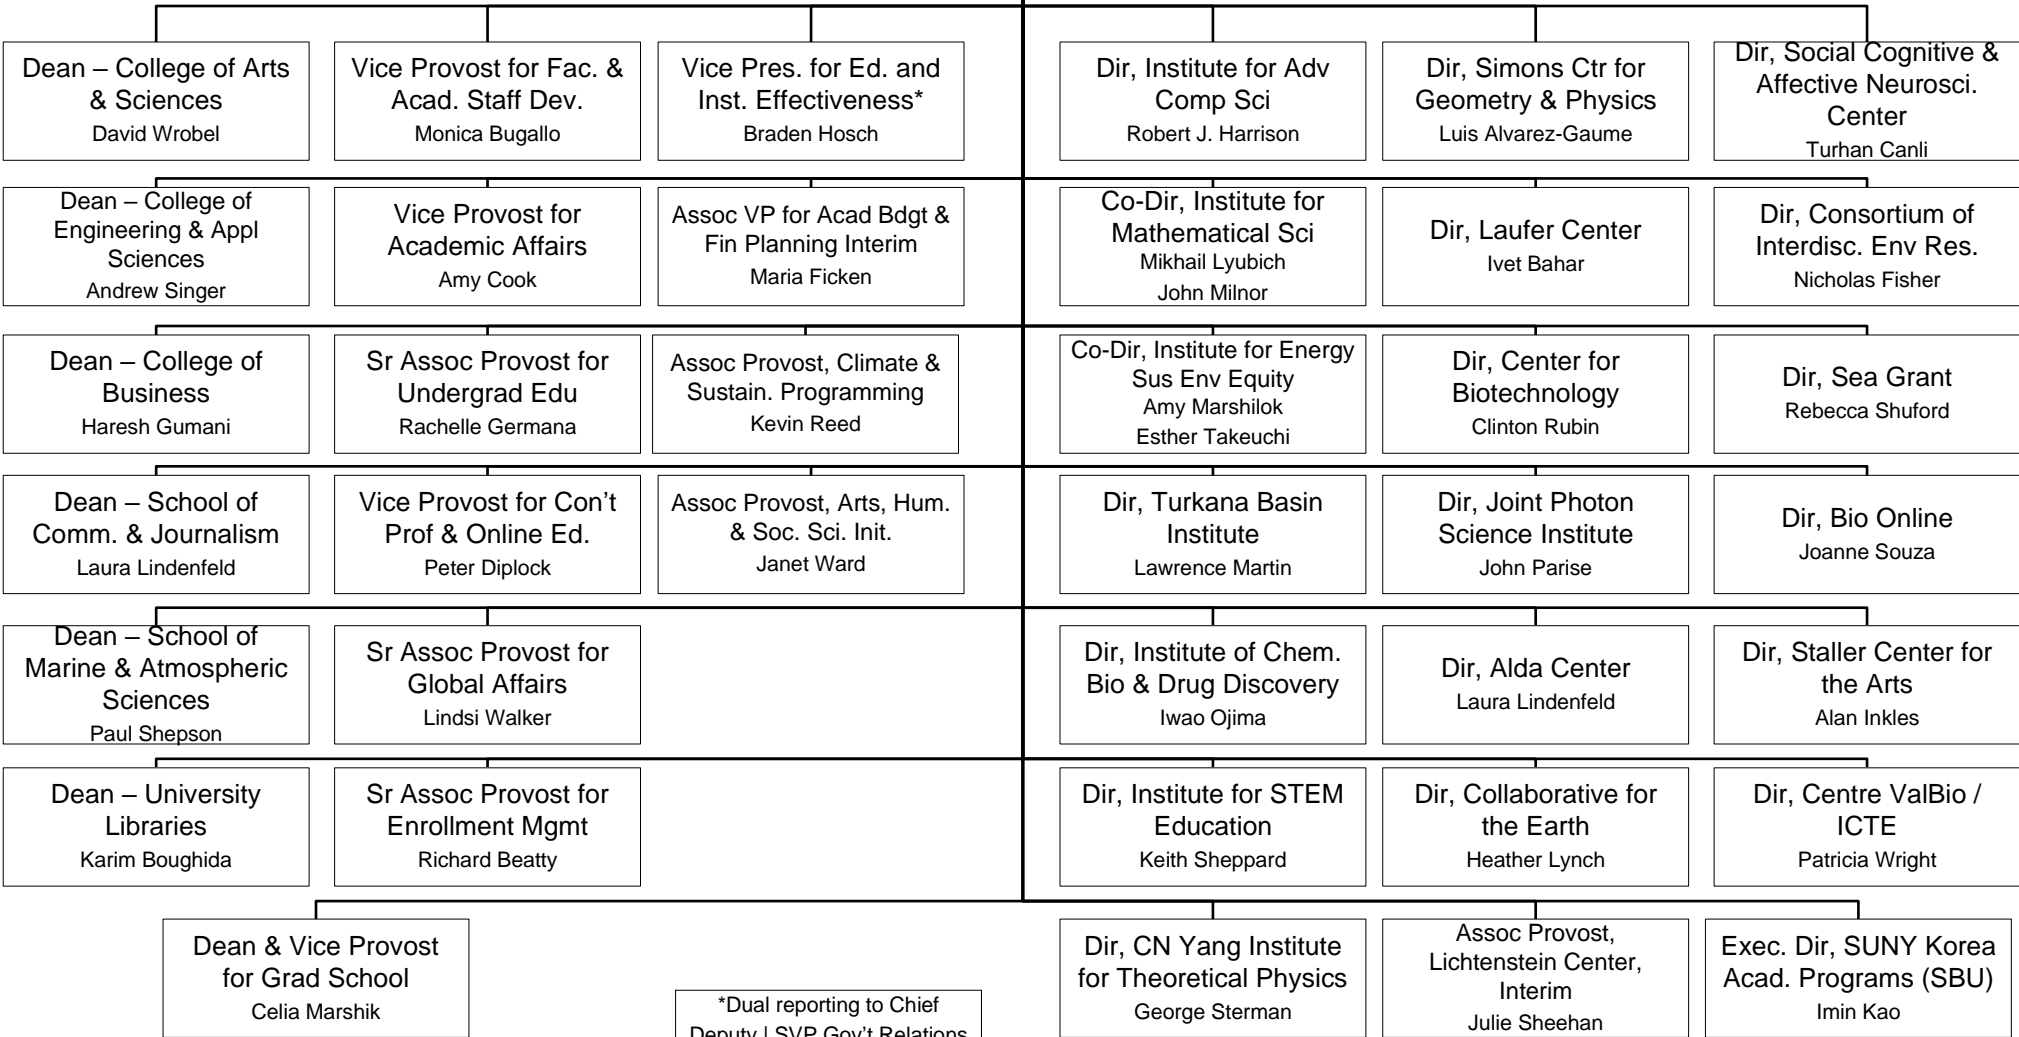 Dean – College of Arts
& Sciences
David Wrobel
Vice Provost for Fac. &
Acad. Staff Dev.
Monica Bugallo
Vice Pres. for Ed. and
Inst. Effectiveness*
Braden Hosch
Dir, Institute for Adv
Comp Sci
Robert J. Harrison
Dir, Simons Ctr for
Geometry & Physics
Luis Alvarez-Gaume
Dir, Social Cognitive &
Affective Neurosci.
Center
Turhan Canli
Dean – College of
Engineering & Appl
Sciences
Andrew Singer
Vice Provost for
Academic Affairs
Amy Cook
Assoc VP for Acad Bdgt &
Fin Planning Interim
Maria Ficken
Co-Dir, Institute for
Mathematical Sci
Mikhail Lyubich
John Milnor
Dir, Laufer Center
Ivet Bahar
Dir, Consortium of
Interdisc. Env Res.
Nicholas Fisher
Dean – College of
Business
Haresh Gumani
Sr Assoc Provost for
Undergrad Edu
Rachelle Germana
Assoc Provost, Climate &
Sustain. Programming
Kevin Reed
Co-Dir, Institute for Energy
Sus Env Equity
Amy Marshilok
Esther Takeuchi
Dir, Center for
Biotechnology
Clinton Rubin
Dir, Sea Grant
Rebecca Shuford
Dean – School of
Comm. & Journalism
Laura Lindenfeld
Vice Provost for Con’t
Prof & Online Ed.
Peter Diplock
Assoc Provost, Arts, Hum.
& Soc. Sci. Init.
Janet Ward
Dir, Turkana Basin
Institute
Lawrence Martin
Dir, Joint Photon
Science Institute
John Parise
Dir, Bio Online
Joanne Souza
Dean – School of
Marine & Atmospheric
Sciences
Paul Shepson
Sr Assoc Provost for
Global Affairs
Lindsi Walker
Dir, Institute of Chem.
Bio & Drug Discovery
Iwao Ojima
Dir, Alda Center
Laura Lindenfeld
Dir, Staller Center for
the Arts
Alan Inkles
Dean – University
Libraries
Karim Boughida
Sr Assoc Provost for
Enrollment Mgmt
Richard Beatty
Dir, Institute for STEM
Education
Keith Sheppard
Dir, Collaborative for
the Earth
Heather Lynch
Dir, Centre ValBio /
ICTE
Patricia Wright
Dean & Vice Provost
for Grad School
Celia Marshik
*Dual reporting to Chief
Deputy | SVP Gov’t Relations
Dir, CN Yang Institute
for Theoretical Physics
George Sterman
Assoc Provost,
Lichtenstein Center,
Interim
Julie Sheehan
Exec. Dir, SUNY Korea
Acad. Programs (SBU)
Imin Kao